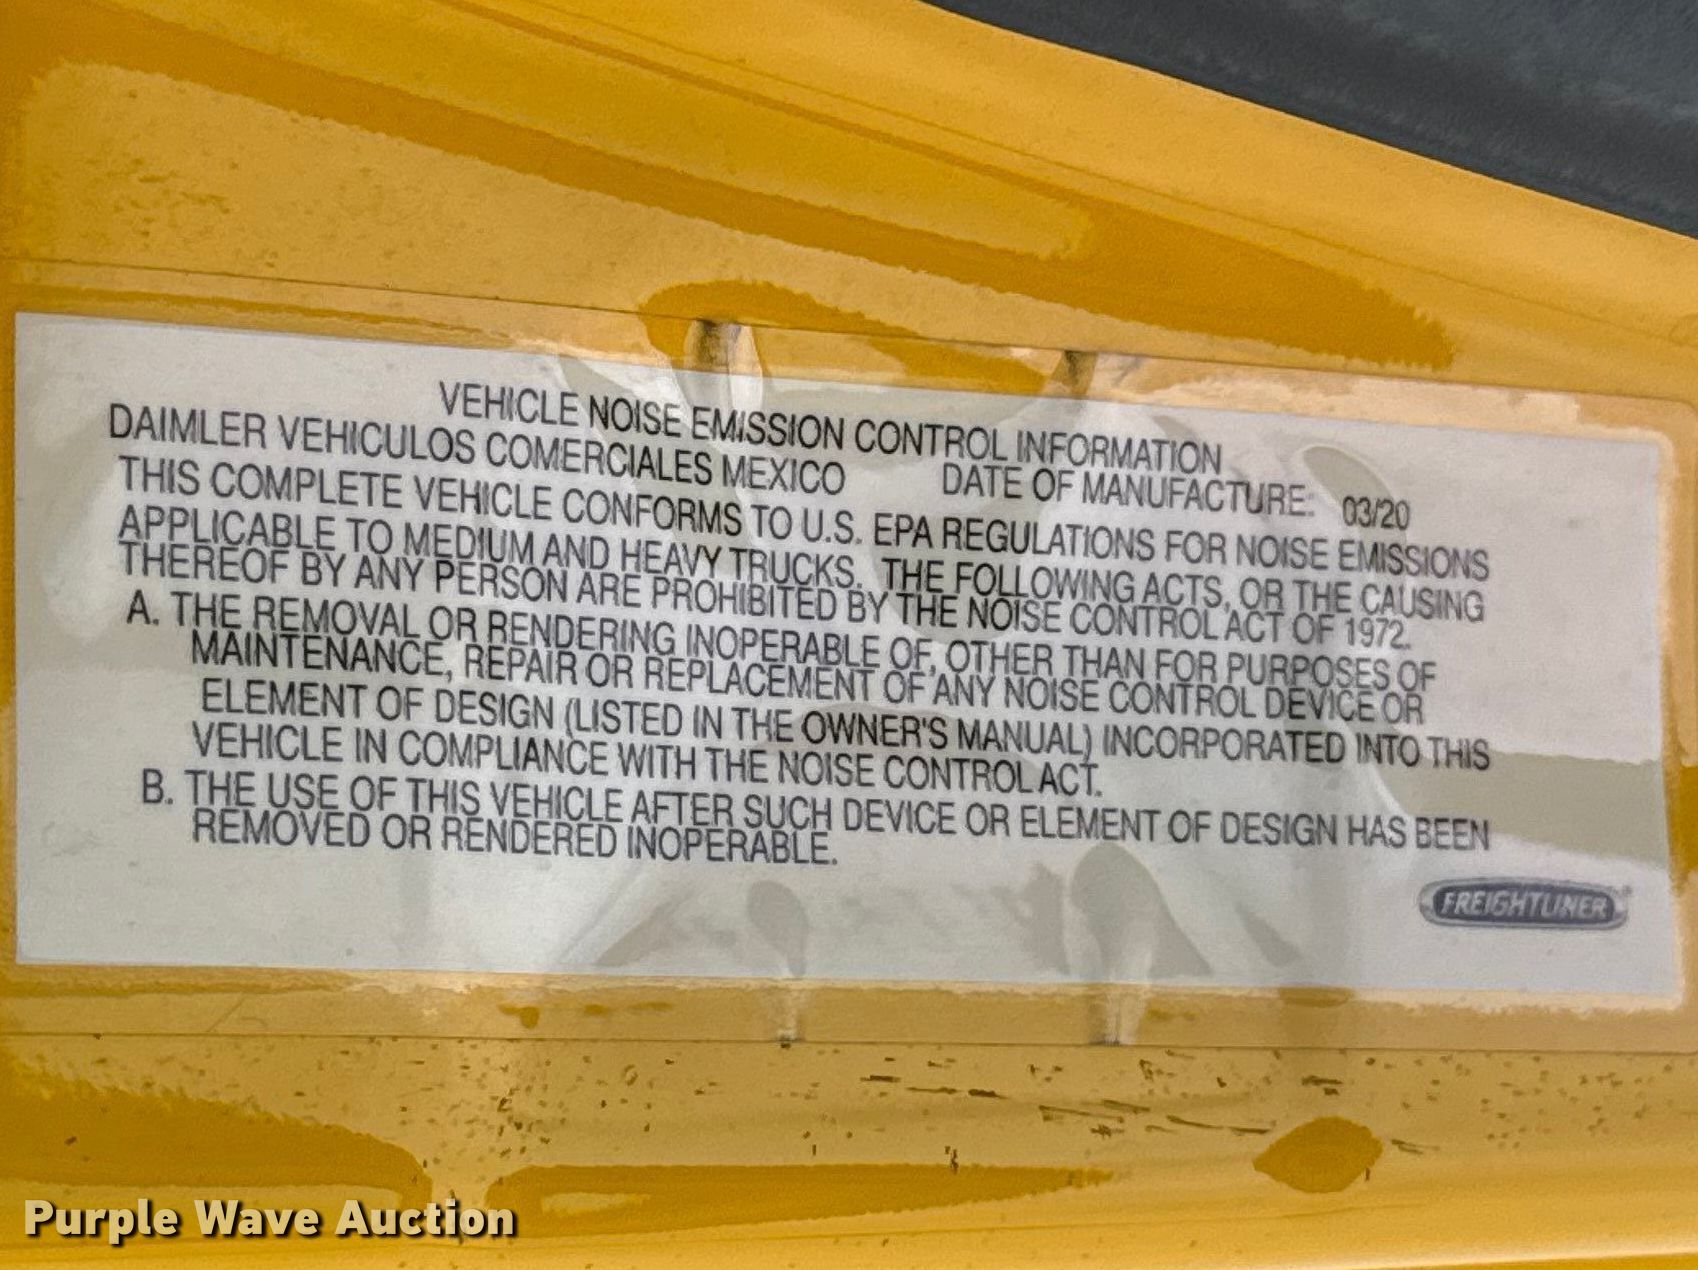 VEHICLE NOISE EMISSION CONTROL INFORMATION
DAIMLER VEHICULOS COMERCIALES MEXICO DATE OF MANUFACTURE: 03/20
THIS COMPLETE VEHICLE CONFORMS TO U.S. EPA REGULATIONS FOR NOISE EMISSIONS
APPLICABLE TO MEDIUM AND HEAVY TRUCKS. THE FOLLOWING ACTS, OR THE CAUSING
THEREOF BY ANY PERSON ARE PROHIBITED BY THE NOISE CONTROL ACT OF 1972.
A. THE REMOVAL OR RENDERING INOPERABLE OF, OTHER THAN FOR PURPOSES OF
MAINTENANCE, REPAIR OR REPLACEMENT OF ANY NOISE CONTROL DEVICE OR
ELEMENT OF DESIGN (LISTED IN THE OWNER'S MANUAL) INCORPORATED INTO THIS
VEHICLE IN COMPLIANCE WITH THE NOISE CONTROL ACT.
B. THE USE OF THIS VEHICLE AFTER SUCH DEVICE OR ELEMENT OF DESIGN HAS BEEN
REMOVED OR RENDERED INOPERABLE.
FREIGHTLINER
Purple Wave Auction